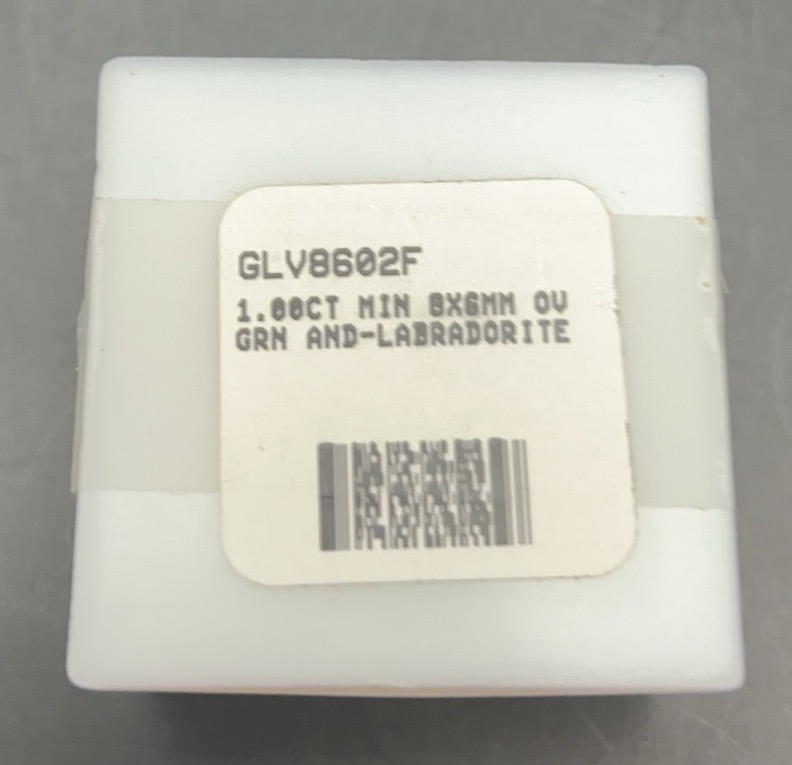 GLV8602F
1.00CT MIN 8X6MM OV
GRN AND-LABRADORITE